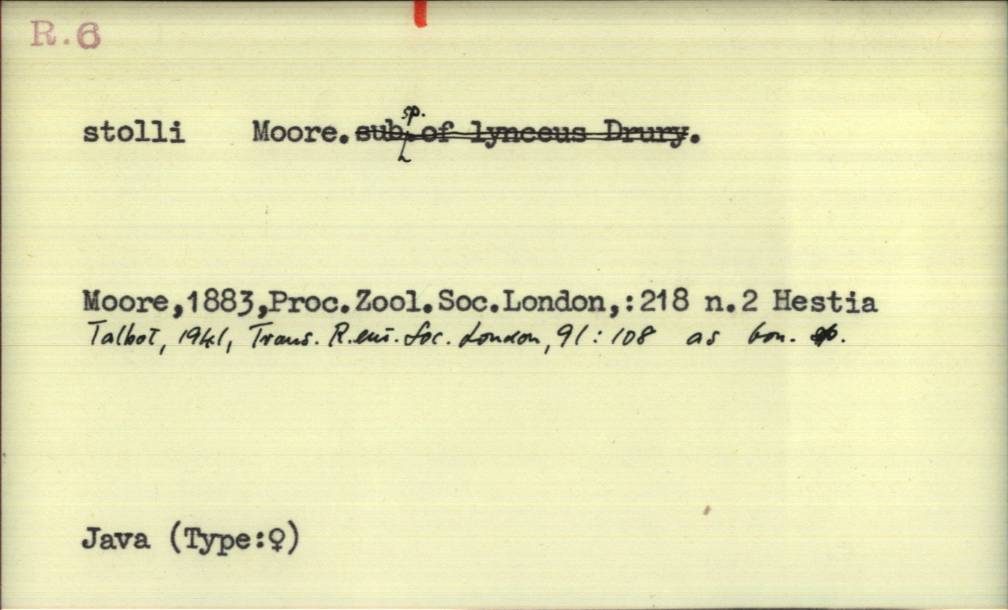 R.6
stolli Moore. sub sp. of lynceus Drury.
Moore,1883,Proc.Zool.Soc.London,:218 n.2 Hestia
Talbot, 1941, Trans. R. ent. Soc. London, 91 : 108 as bon. sp.
Java (Type:♀)